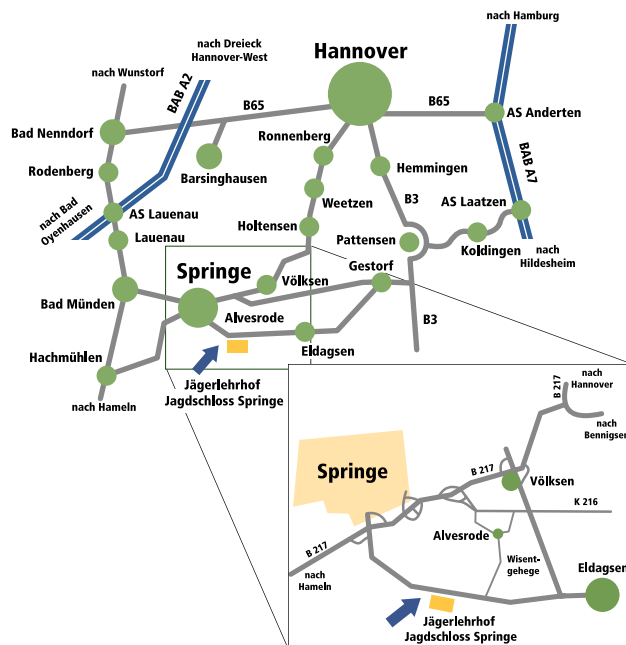 nach Hamburg
nach Dreieck
Hannover-West
Hannover
nach Wunstorf
BAB A2
B65
B65
AS Anderten
Bad Nenndorf
Ronnenberg
Hemmingen
BAB A7
Rodenberg
Barsinghausen
Weetzen
B3
AS Laatzen
nach Bad
Oyenhausen
AS Lauenau
Holtensen
Lauenau
Pattensen
Koldingen
nach
Hildesheim
Springe
Völksen
Gestorf
Bad Münden
Alvesrode
B3
Eldagsen
Hachmühlen
Jägerlehrhof
Jagdschloss Springe
nach Hameln
nach
Hannover
B 217
nach
Bennigsen
Springe
B 217
Völksen
K 216
Alvesrode
B 217
Wisent-
gehege
Eldagsen
nach
Hameln
Jägerlehrhof
Jagdschloss Springe